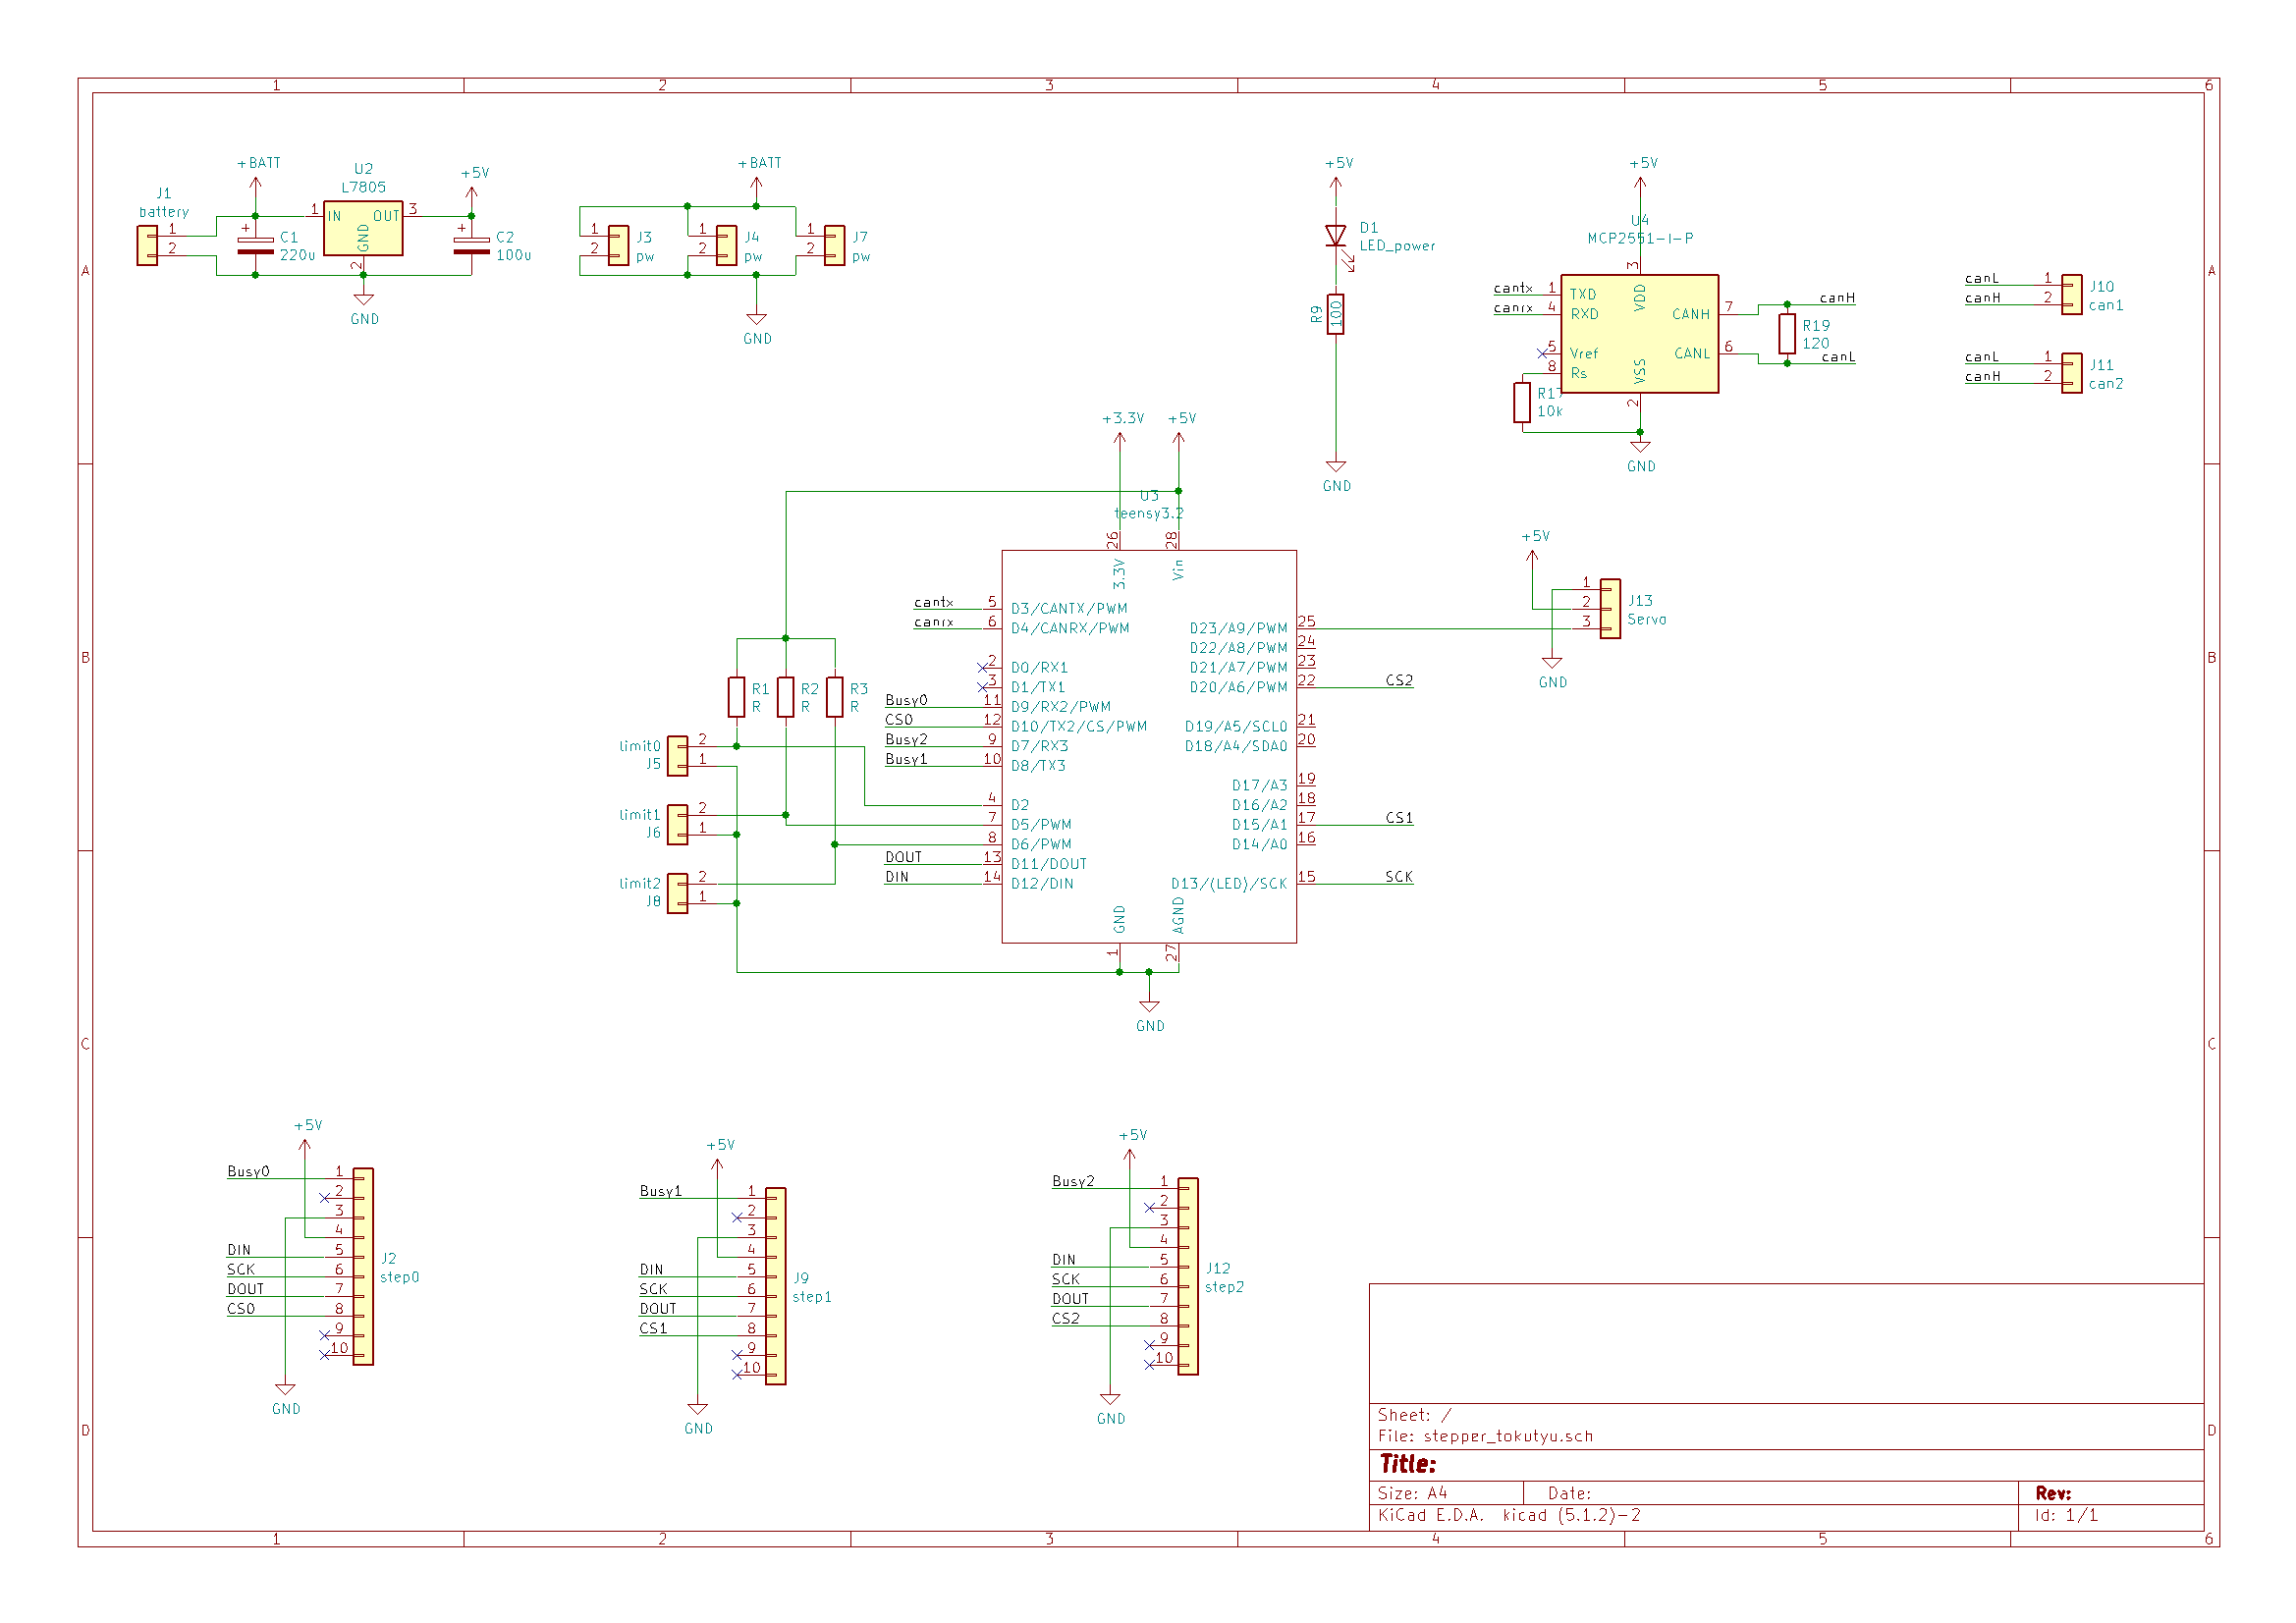 1 2 3 4 5 6
A
B
C
D
+BATT
J1
battery
1
2
+
C1
220u
U2
L7805
1 IN OUT 3
GND
2
GND
+5V
+
C2
100u
+BATT
1
2
J3
pw
1
2
J4
pw
1
2
J7
pw
GND
+5V
D1
LED_power
R9
100
GND
+5V
U4
MCP2551-I-P
3
VDD
cantx 1 TXD
canrx 4 RXD
5 Vref
8 Rs
CANH 7 canH
CANL 6 canL
VSS
2
R17
10k
R19
120
GND
canL 1
canH 2
J10
can1
canL 1
canH 2
J11
can2
+3.3V
+5V
U3
teensy3.2
26
28
3.3V
Vin
cantx 5 D3/CANTX/PWM
canrx 6 D4/CANRX/PWM
2 D0/RX1
3 D1/TX1
Busy0 11 D9/RX2/PWM
CS0 12 D10/TX2/CS/PWM
Busy2 9 D7/RX3
Busy1 10 D8/TX3
4 D2
7 D5/PWM
8 D6/PWM
DOUT 13 D11/DOUT
DIN 14 D12/DIN
D23/A9/PWM 25
D22/A8/PWM 24
D21/A7/PWM 23
D20/A6/PWM 22 CS2
D19/A5/SCL0 21
D18/A4/SDA0 20
D17/A3 19
D16/A2 18
D15/A1 17 CS1
D14/A0 16
D13/(LED)/SCK 15 SCK
GND
AGND
1
27
GND
R1
R
R2
R
R3
R
limit0
J5
2
1
limit1
J6
2
1
limit2
J8
2
1
+5V
1
2
3
J13
Servo
GND
+5V
Busy0 1
2
3
4
DIN 5
SCK 6
DOUT 7
CS0 8
9
10
J2
step0
GND
+5V
Busy1 1
2
3
4
DIN 5
SCK 6
DOUT 7
CS1 8
9
10
J9
step1
GND
+5V
Busy2 1
2
3
4
DIN 5
SCK 6
DOUT 7
CS2 8
9
10
J12
step2
GND
Sheet: /
File: stepper_tokutyu.sch
Title:
Size: A4 Date: Rev:
KiCad E.D.A. kicad (5.1.2)-2 Id: 1/1
A
B
C
D
1 2 3 4 5 6